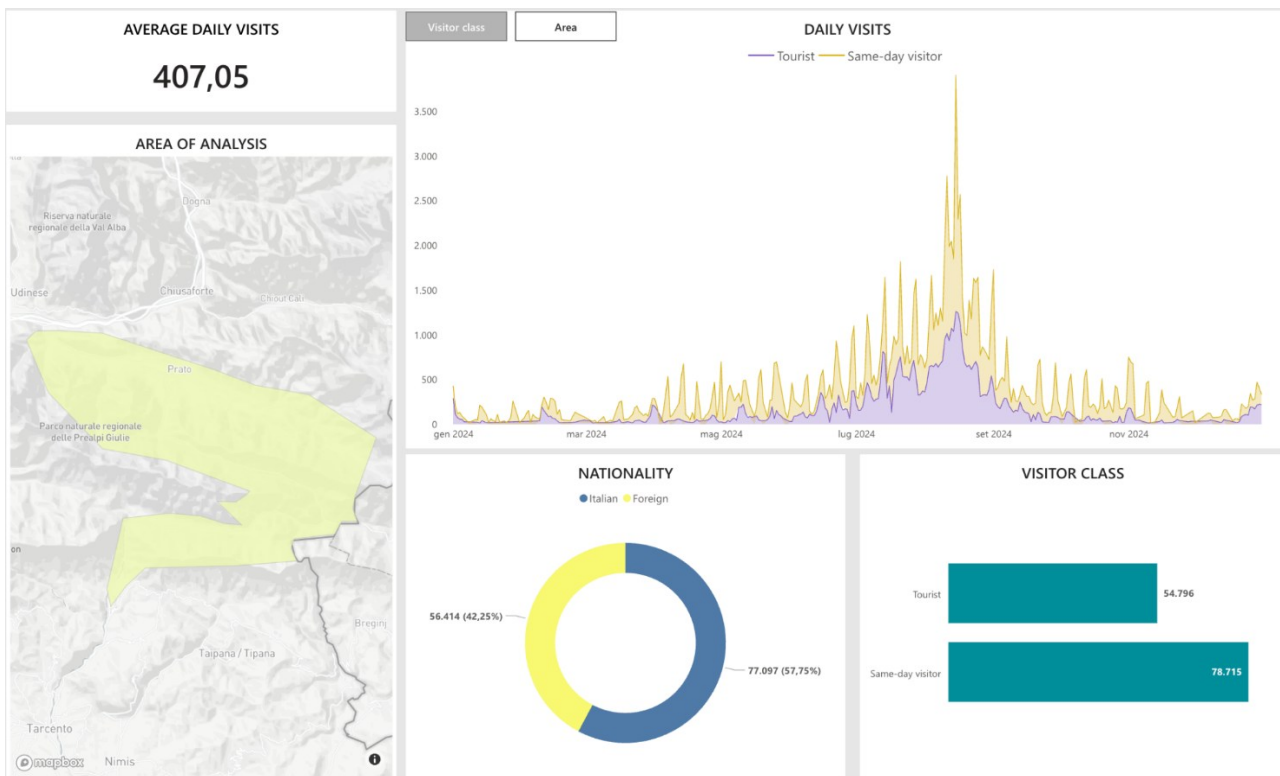 AVERAGE DAILY VISITS
407,05
AREA OF ANALYSIS
Dogna
Riserva naturale
regionale della Val Alba
Udinese
Chiusaforte
Chiout Cali
Prato
Parco naturale regionale
delle Prealpi Giulie
on
Breginj
Taipana / Tipana
Tarcento
Nimis
mapbox
Visitor class
Area
DAILY VISITS
Tourist
Same-day visitor
3.500
3.000
2.500
2.000
1.500
1.000
500
0
gen 2024
mar 2024
mag 2024
lug 2024
set 2024
nov 2024
NATIONALITY
Italian
Foreign
56.414 (42,25%)
77.097 (57,75%)
VISITOR CLASS
Tourist
54.796
Same-day visitor
78.715